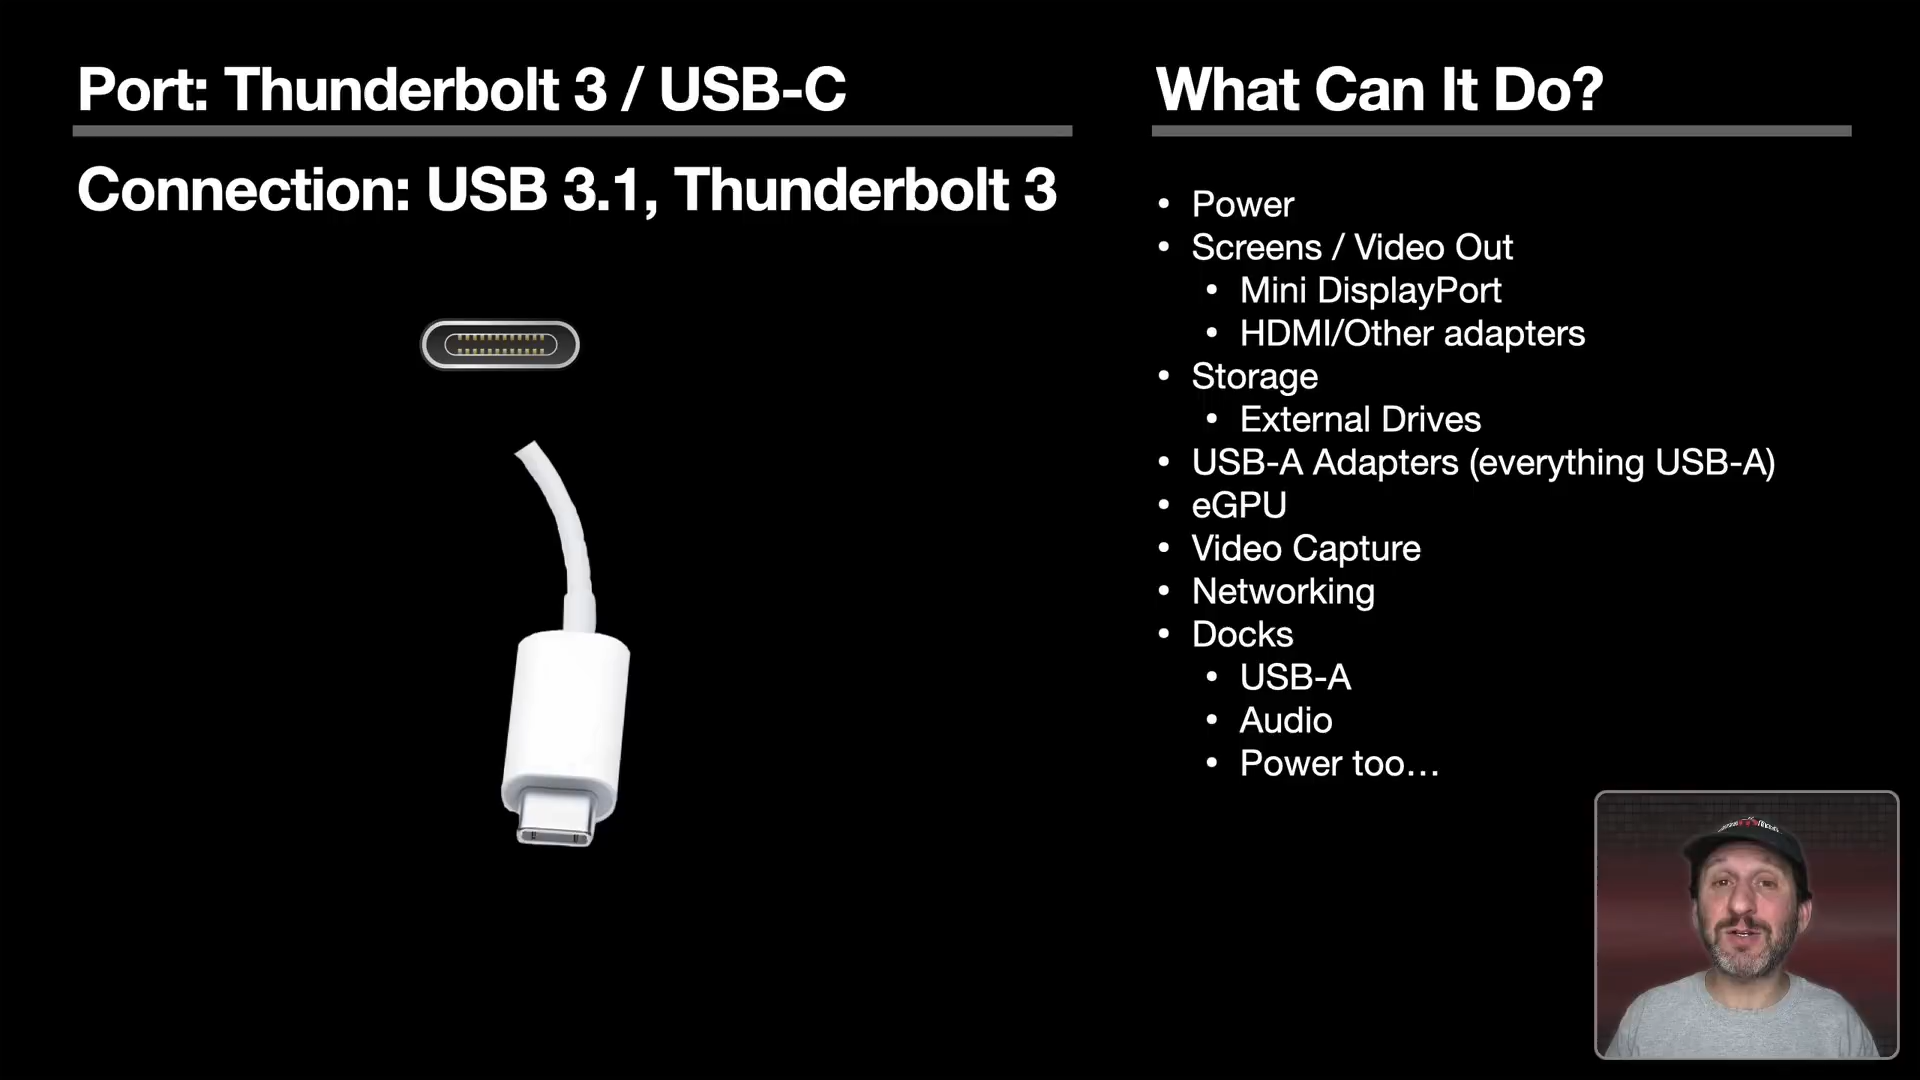 Port: Thunderbolt 3 / USB-C
Connection: USB 3.1, Thunderbolt 3
What Can It Do?
• Power
• Screens / Video Out
• Mini DisplayPort
• HDMI/Other adapters
• Storage
• External Drives
• USB-A Adapters (everything USB-A)
• eGPU
• Video Capture
• Networking
• Docks
• USB-A
• Audio
• Power too…